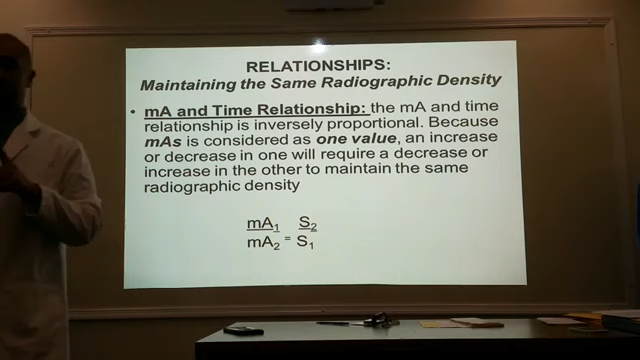 RELATIONSHIPS:
Maintaining the Same Radiographic Density
• mA and Time Relationship: the mA and time
relationship is inversely proportional. Because
mAs is considered as one value, an increase
or decrease in one will require a decrease or
increase in the other to maintain the same
radiographic density
mA₁ S₂
mA₂ = S₁